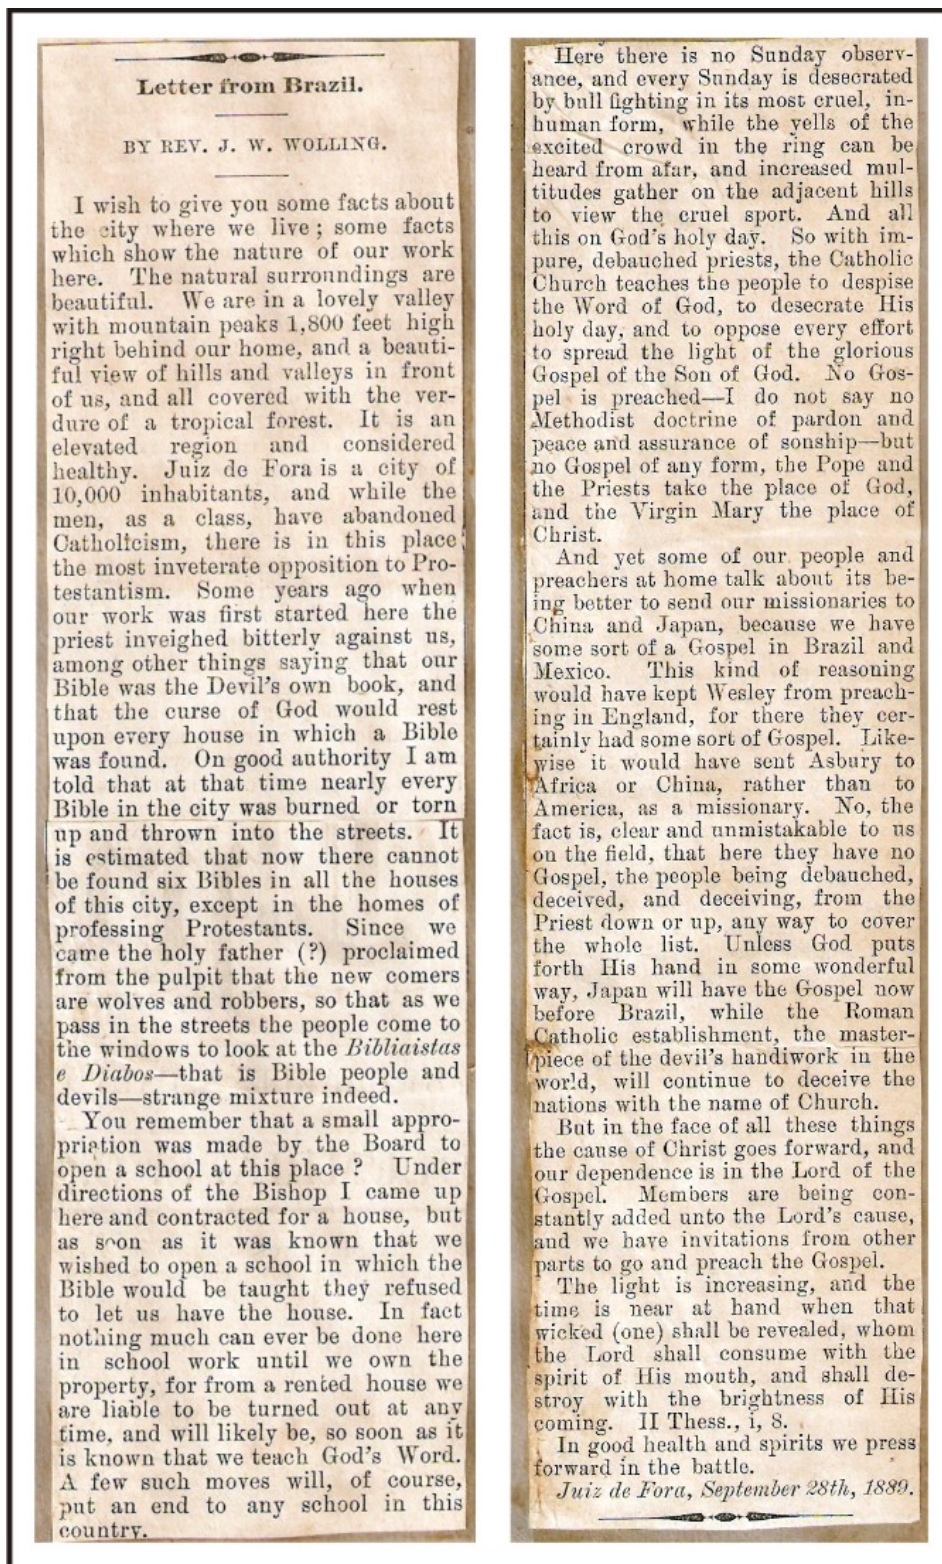 Letter from Brazil.
BY REV. J. W. WOLLING.
I wish to give you some facts about
the city where we live ; some facts
which show the nature of our work
here. The natural surroundings are
beautiful. We are in a lovely valley
with mountain peaks 1,800 feet high
right behind our home, and a beauti-
ful view of hills and valleys in front
of us, and all covered with the ver-
dure of a tropical forest. It is an
elevated region and considered
healthy. Juiz de Fora is a city of
10,000 inhabitants, and while the
men, as a class, have abandoned
Catholicism, there is in this place
the most inveterate opposition to Pro-
testantism. Some years ago when
our work was first started here the
priest inveighed bitterly against us,
among other things saying that our
Bible was the Devil's own book, and
that the curse of God would rest
upon every house in which a Bible
was found. On good authority I am
told that at that time nearly every
Bible in the city was burned or torn
up and thrown into the streets. It
is estimated that now there cannot
be found six Bibles in all the houses
of this city, except in the homes of
professing Protestants. Since we
came the holy father (?) proclaimed
from the pulpit that the new comers
are wolves and robbers, so that as we
pass in the streets the people come to
the windows to look at the Bibliaistas
e Diabos—that is Bible people and
devils—strange mixture indeed.
You remember that a small appro-
priation was made by the Board to
open a school at this place ? Under
directions of the Bishop I came up
here and contracted for a house, but
as soon as it was known that we
wished to open a school in which the
Bible would be taught they refused
to let us have the house. In fact
nothing much can ever be done here
in school work until we own the
property, for from a rented house we
are liable to be turned out at any
time, and will likely be, so soon as it
is known that we teach God's Word.
A few such moves will, of course,
put an end to any school in this
country.
Here there is no Sunday observ-
ance, and every Sunday is desecrated
by bull fighting in its most cruel, in-
human form, while the yells of the
excited crowd in the ring can be
heard from afar, and increased mul-
titudes gather on the adjacent hills
to view the cruel sport. And all
this on God's holy day. So with im-
pure, debauched priests, the Catholic
Church teaches the people to despise
the Word of God, to desecrate His
holy day, and to oppose every effort
to spread the light of the glorious
Gospel of the Son of God. No Gos-
pel is preached—I do not say no
Methodist doctrine of pardon and
peace and assurance of sonship—but
no Gospel of any form, the Pope and
the Priests take the place of God,
and the Virgin Mary the place of
Christ.
And yet some of our people and
preachers at home talk about its be-
ing better to send our missionaries to
China and Japan, because we have
some sort of a Gospel in Brazil and
Mexico. This kind of reasoning
would have kept Wesley from preach-
ing in England, for there they cer-
tainly had some sort of Gospel. Like-
wise it would have sent Asbury to
Africa or China, rather than to
America, as a missionary. No, the
fact is, clear and unmistakable to us
on the field, that here they have no
Gospel, the people being debauched,
deceived, and deceiving, from the
Priest down or up, any way to cover
the whole list. Unless God puts
forth His hand in some wonderful
way, Japan will have the Gospel now
before Brazil, while the Roman
Catholic establishment, the master-
piece of the devil's handiwork in the
world, will continue to deceive the
nations with the name of Church.
But in the face of all these things
the cause of Christ goes forward, and
our dependence is in the Lord of the
Gospel. Members are being con-
stantly added unto the Lord's cause,
and we have invitations from other
parts to go and preach the Gospel.
The light is increasing, and the
time is near at hand when that
wicked (one) shall be revealed, whom
the Lord shall consume with the
spirit of His mouth, and shall de-
stroy with the brightness of His
coming. II Thess., i, 8.
In good health and spirits we press
forward in the battle.
Juiz de Fora, September 28th, 1889.